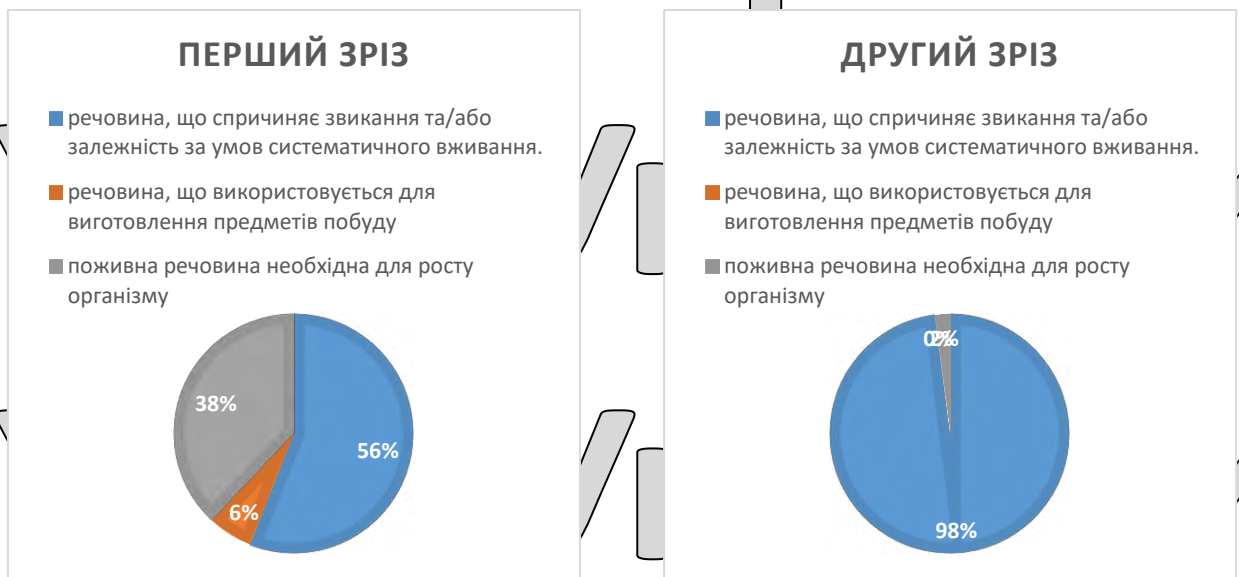 ПЕРШИЙ ЗРІЗ
речовина, що спричиняє звикання та/або
залежність за умов систематичного вживання.
речовина, що використовується для
виготовлення предметів побуду
поживна речовина необхідна для росту
організму
38%
56%
6%
ДРУГИЙ ЗРІЗ
речовина, що спричиняє звикання та/або
залежність за умов систематичного вживання.
речовина, що використовується для
виготовлення предметів побуду
поживна речовина необхідна для росту
організму
0%
2%
98%